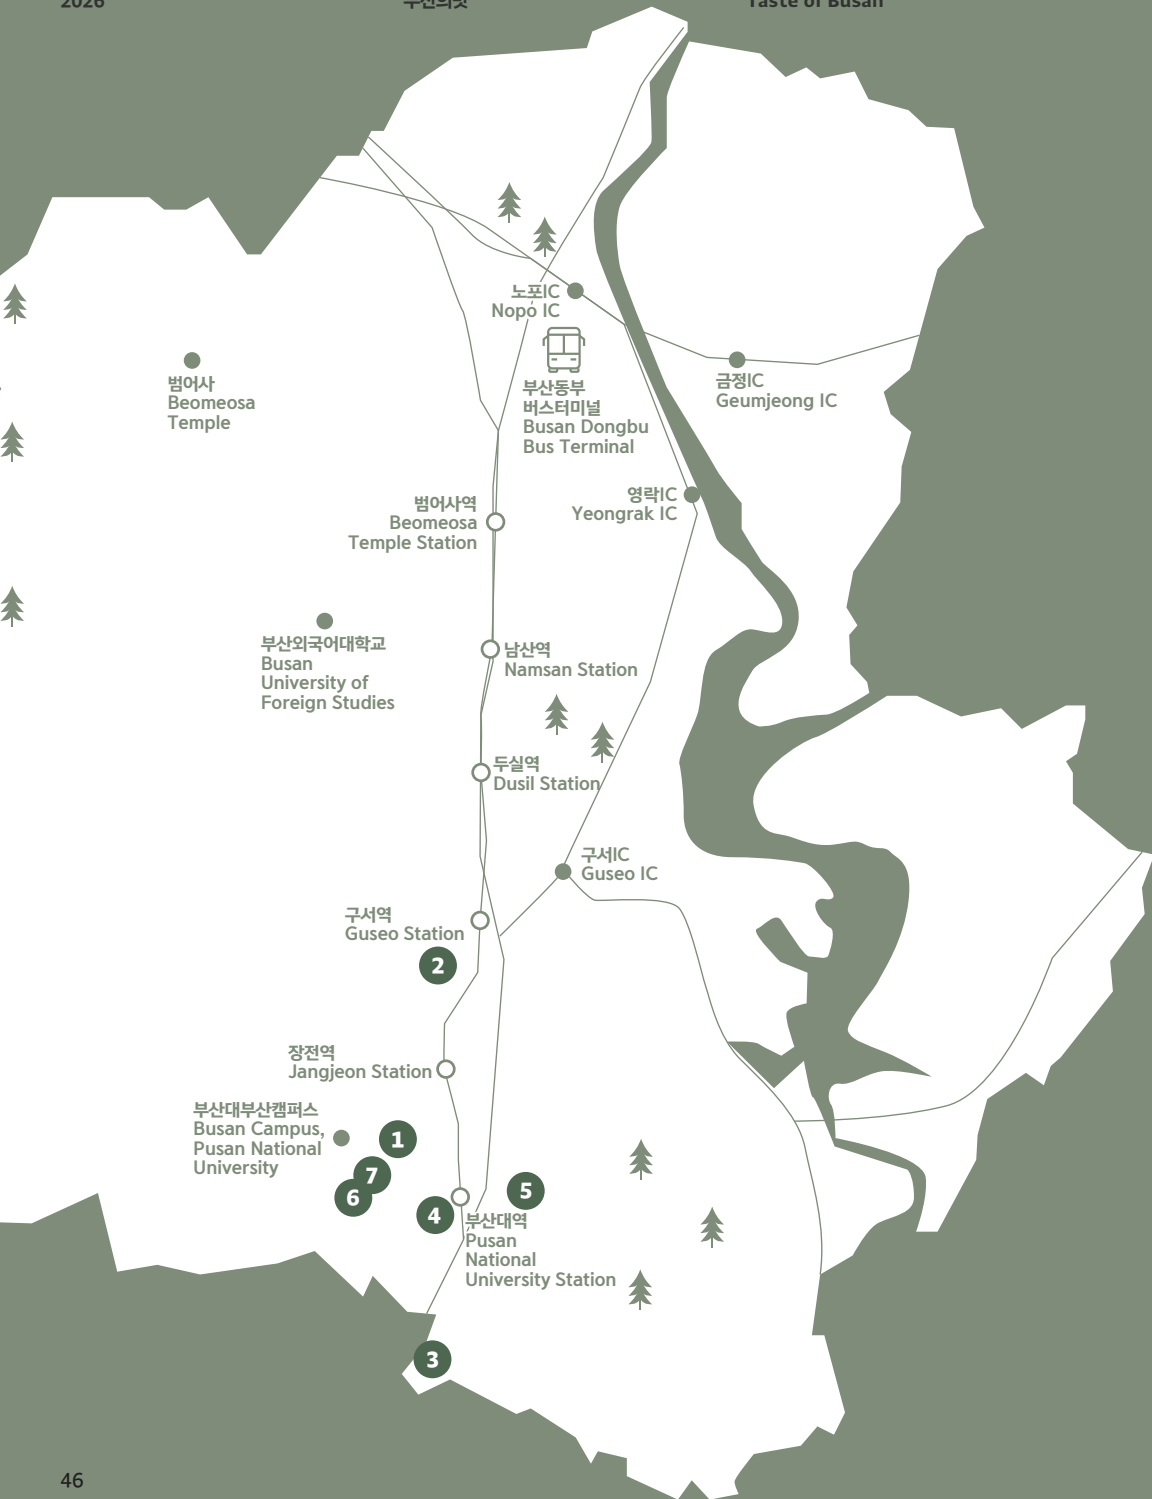 2026
부산의맛
Taste of Busan
노포IC
Nopo IC
부산동부
버스터미널
Busan Dongbu
Bus Terminal
금정IC
Geumjeong IC
범어사
Beomeosa
Temple
영락IC
Yeongrak IC
범어사역
Beomeosa
Temple Station
부산외국어대학교
Busan
University of
Foreign Studies
남산역
Namsan Station
두실역
Dusil Station
구서IC
Guseo IC
구서역
Guseo Station
2
장전역
Jangjeon Station
부산대부산캠퍼스
Busan Campus,
Pusan National
University
1
7
6
4
5
부산대역
Pusan
National
University Station
3
46